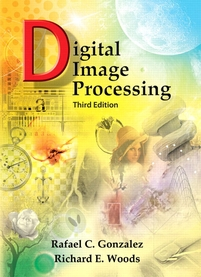 Digital
Image
Processing
Third Edition
Rafael C. Gonzalez
Richard E. Woods